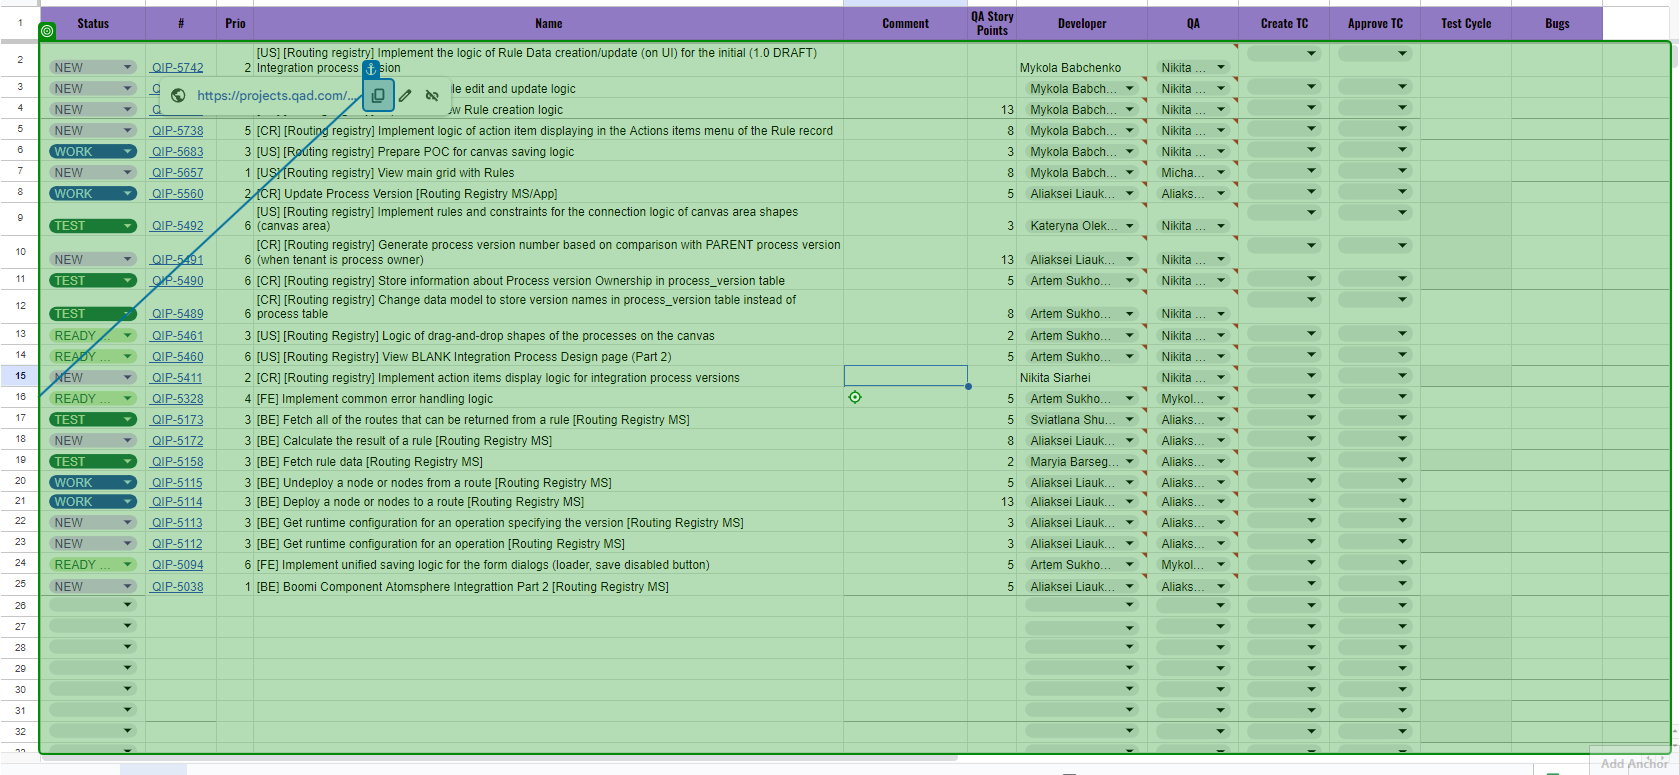 1 Status # Prio Name Comment QA Story Points Developer QA Create TC Approve TC Test Cycle Bugs
[US] [Routing registry] Implement the logic of Rule Data creation/update (on UI) for the initial (1.0 DRAFT)
2 NEW QIP-5742 2 Integration process Mykola Babchenko Nikita ...
3 NEW edit and update logic Mykola Babch... Nikita ...
https://projects.qad.com/...
4 NEW Rule creation logic 13 Mykola Babch... Nikita ...
5 NEW QIP-5738 5 [CR] [Routing registry] Implement logic of action item displaying in the Actions items menu of the Rule record 8 Mykola Babch... Nikita ...
6 WORK QIP-5683 3 [US] [Routing registry] Prepare POC for canvas saving logic 3 Mykola Babch... Nikita ...
7 NEW QIP-5657 1 [US] [Routing registry] View main grid with Rules 8 Mykola Babch... Micha...
8 WORK QIP-5560 2 [CR] Update Process Version [Routing Registry MS/App] 5 Aliaksei Liauk... Aliaks...
[US] [Routing registry] Implement rules and constraints for the connection logic of canvas area shapes
9 TEST QIP-5492 6 (canvas area) 3 Kateryna Olek... Nikita ...
[CR] [Routing registry] Generate process version number based on comparison with PARENT process version
10 NEW QIP-5491 6 (when tenant is process owner) 13 Aliaksei Liauk... Nikita ...
11 TEST QIP-5490 6 [CR] [Routing registry] Store information about Process version Ownership in process_version table 5 Artem Sukho... Nikita ...
[CR] [Routing registry] Change data model to store version names in process_version table instead of
12 TEST QIP-5489 6 process table 8 Artem Sukho... Nikita ...
13 READY ... QIP-5461 3 [US] [Routing Registry] Logic of drag-and-drop shapes of the processes on the canvas 2 Artem Sukho... Nikita ...
14 READY ... QIP-5460 6 [US] [Routing Registry] View BLANK Integration Process Design page (Part 2) 5 Artem Sukho... Nikita ...
15 NEW QIP-5411 2 [CR] [Routing registry] Implement action items display logic for integration process versions Nikita Siarhei Nikita ...
16 READY ... QIP-5328 4 [FE] Implement common error handling logic 5 Artem Sukho... Mykol...
17 TEST QIP-5173 3 [BE] Fetch all of the routes that can be returned from a rule [Routing Registry MS] 5 Sviatlana Shu... Aliaks...
18 NEW QIP-5172 3 [BE] Calculate the result of a rule [Routing Registry MS] 8 Aliaksei Liauk... Aliaks...
19 TEST QIP-5158 3 [BE] Fetch rule data [Routing Registry MS] 2 Maryia Barseg... Aliaks...
20 WORK QIP-5115 3 [BE] Undeploy a node or nodes from a route [Routing Registry MS] 5 Aliaksei Liauk... Aliaks...
21 WORK QIP-5114 3 [BE] Deploy a node or nodes to a route [Routing Registry MS] 13 Aliaksei Liauk... Aliaks...
22 NEW QIP-5113 3 [BE] Get runtime configuration for an operation specifying the version [Routing Registry MS] 3 Aliaksei Liauk... Aliaks...
23 NEW QIP-5112 3 [BE] Get runtime configuration for an operation [Routing Registry MS] 3 Aliaksei Liauk... Aliaks...
24 READY ... QIP-5094 6 [FE] Implement unified saving logic for the form dialogs (loader, save disabled button) 5 Artem Sukho... Mykol...
25 NEW QIP-5038 1 [BE] Boomi Component Atomsphere Integrattion Part 2 [Routing Registry MS] 5 Aliaksei Liauk... Aliaks...
26
27
28
29
30
31
32
Add Anchor